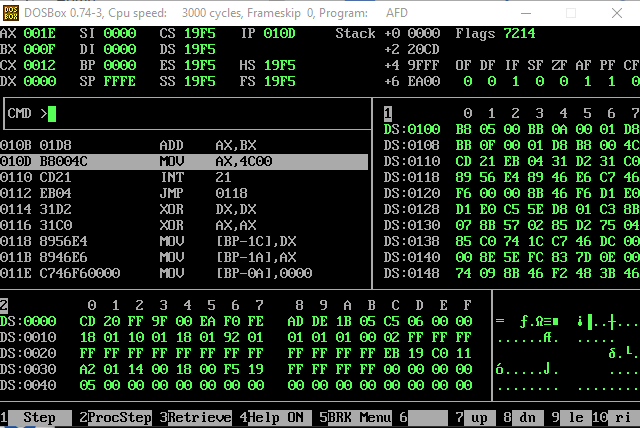 DOSBox 0.74-3, Cpu speed: 3000 cycles, Frameskip 0, Program: AFD
DOS BOX
AX 001E SI 0000 CS 19F5 IP 010D Stack +0 0000 Flags 7214
BX 000F DI 0000 DS 19F5 +2 20CD
CX 0012 BP 0000 ES 19F5 HS 19F5 +4 9FFF OF DF IF SF ZF AF PF CF
DX 0000 SP FFFE SS 19F5 FS 19F5 +6 EA00 0 0 1 0 0 1 1 0
CMD >
1 0 1 2 3 4 5 6 7
DS:0100 B8 05 00 BB 0A 00 01 D8
010B 01D8 ADD AX,BX DS:0108 BB 0F 00 01 D8 B8 00 4C
010D B8004C MOV AX,4C00 DS:0110 CD 21 EB 04 31 D2 31 C0
0110 CD21 INT 21 DS:0118 89 56 E4 89 46 E6 C7 46
0112 EB04 JMP 0118 DS:0120 F6 00 00 8B 46 F6 D1 E0
0114 31D2 XOR DX,DX DS:0128 D1 E0 C5 5E D8 01 C3 8B
0116 31C0 XOR AX,AX DS:0130 07 8B 57 02 85 D2 75 04
0118 8956E4 MOV [BP-1C],DX DS:0138 85 C0 74 1C C7 46 DC 00
011B 8946E6 MOV [BP-1A],AX DS:0140 00 8E 5E FC 83 7D 0E 00
011E C746F60000 MOV [BP-0A],0000 DS:0148 74 09 8B 46 F2 48 3B 46
2 0 1 2 3 4 5 6 7 8 9 A B C D E F
DS:0000 CD 20 FF 9F 00 EA F0 FE AD DE 1B 05 C5 06 00 00
DS:0010 18 01 10 01 18 01 92 01 01 01 01 00 02 FF FF FF
DS:0020 FF FF FF FF FF FF FF FF FF FF FF FF EB 19 C0 11
DS:0030 A2 01 14 00 18 00 F5 19 FF FF FF FF 00 00 00 00
DS:0040 05 00 00 00 00 00 00 00 00 00 00 00 00 00 00 00
1 Step 2 ProcStep 3 Retrieve 4 Help ON 5 BRK Menu 6 7 up 8 dn 9 le 10 ri